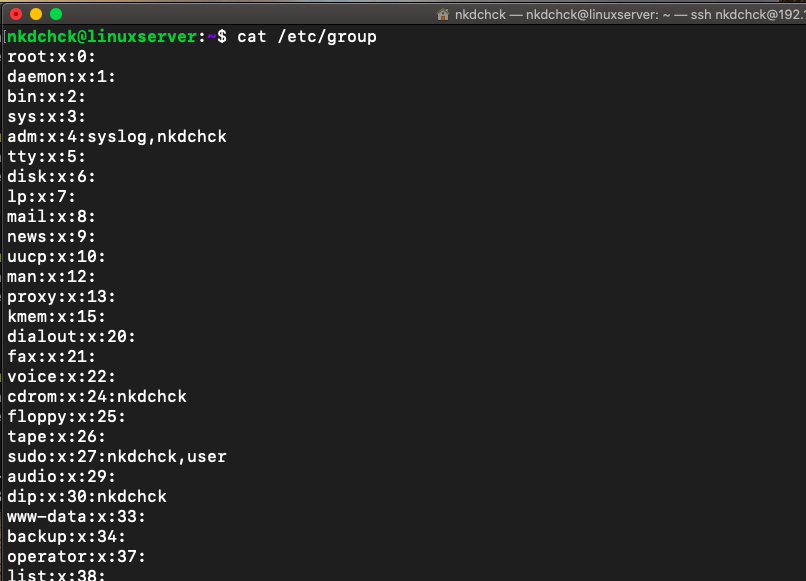 nkdchck — nkdchck@linuxserver: ~ — ssh nkdchck@192.
nkdchck@linuxserver:~$ cat /etc/group
root:x:0:
daemon:x:1:
bin:x:2:
sys:x:3:
adm:x:4:syslog,nkdchck
tty:x:5:
disk:x:6:
lp:x:7:
mail:x:8:
news:x:9:
uucp:x:10:
man:x:12:
proxy:x:13:
kmem:x:15:
dialout:x:20:
fax:x:21:
voice:x:22:
cdrom:x:24:nkdchck
floppy:x:25:
tape:x:26:
sudo:x:27:nkdchck,user
audio:x:29:
dip:x:30:nkdchck
www-data:x:33:
backup:x:34:
operator:x:37:
list:x:38: